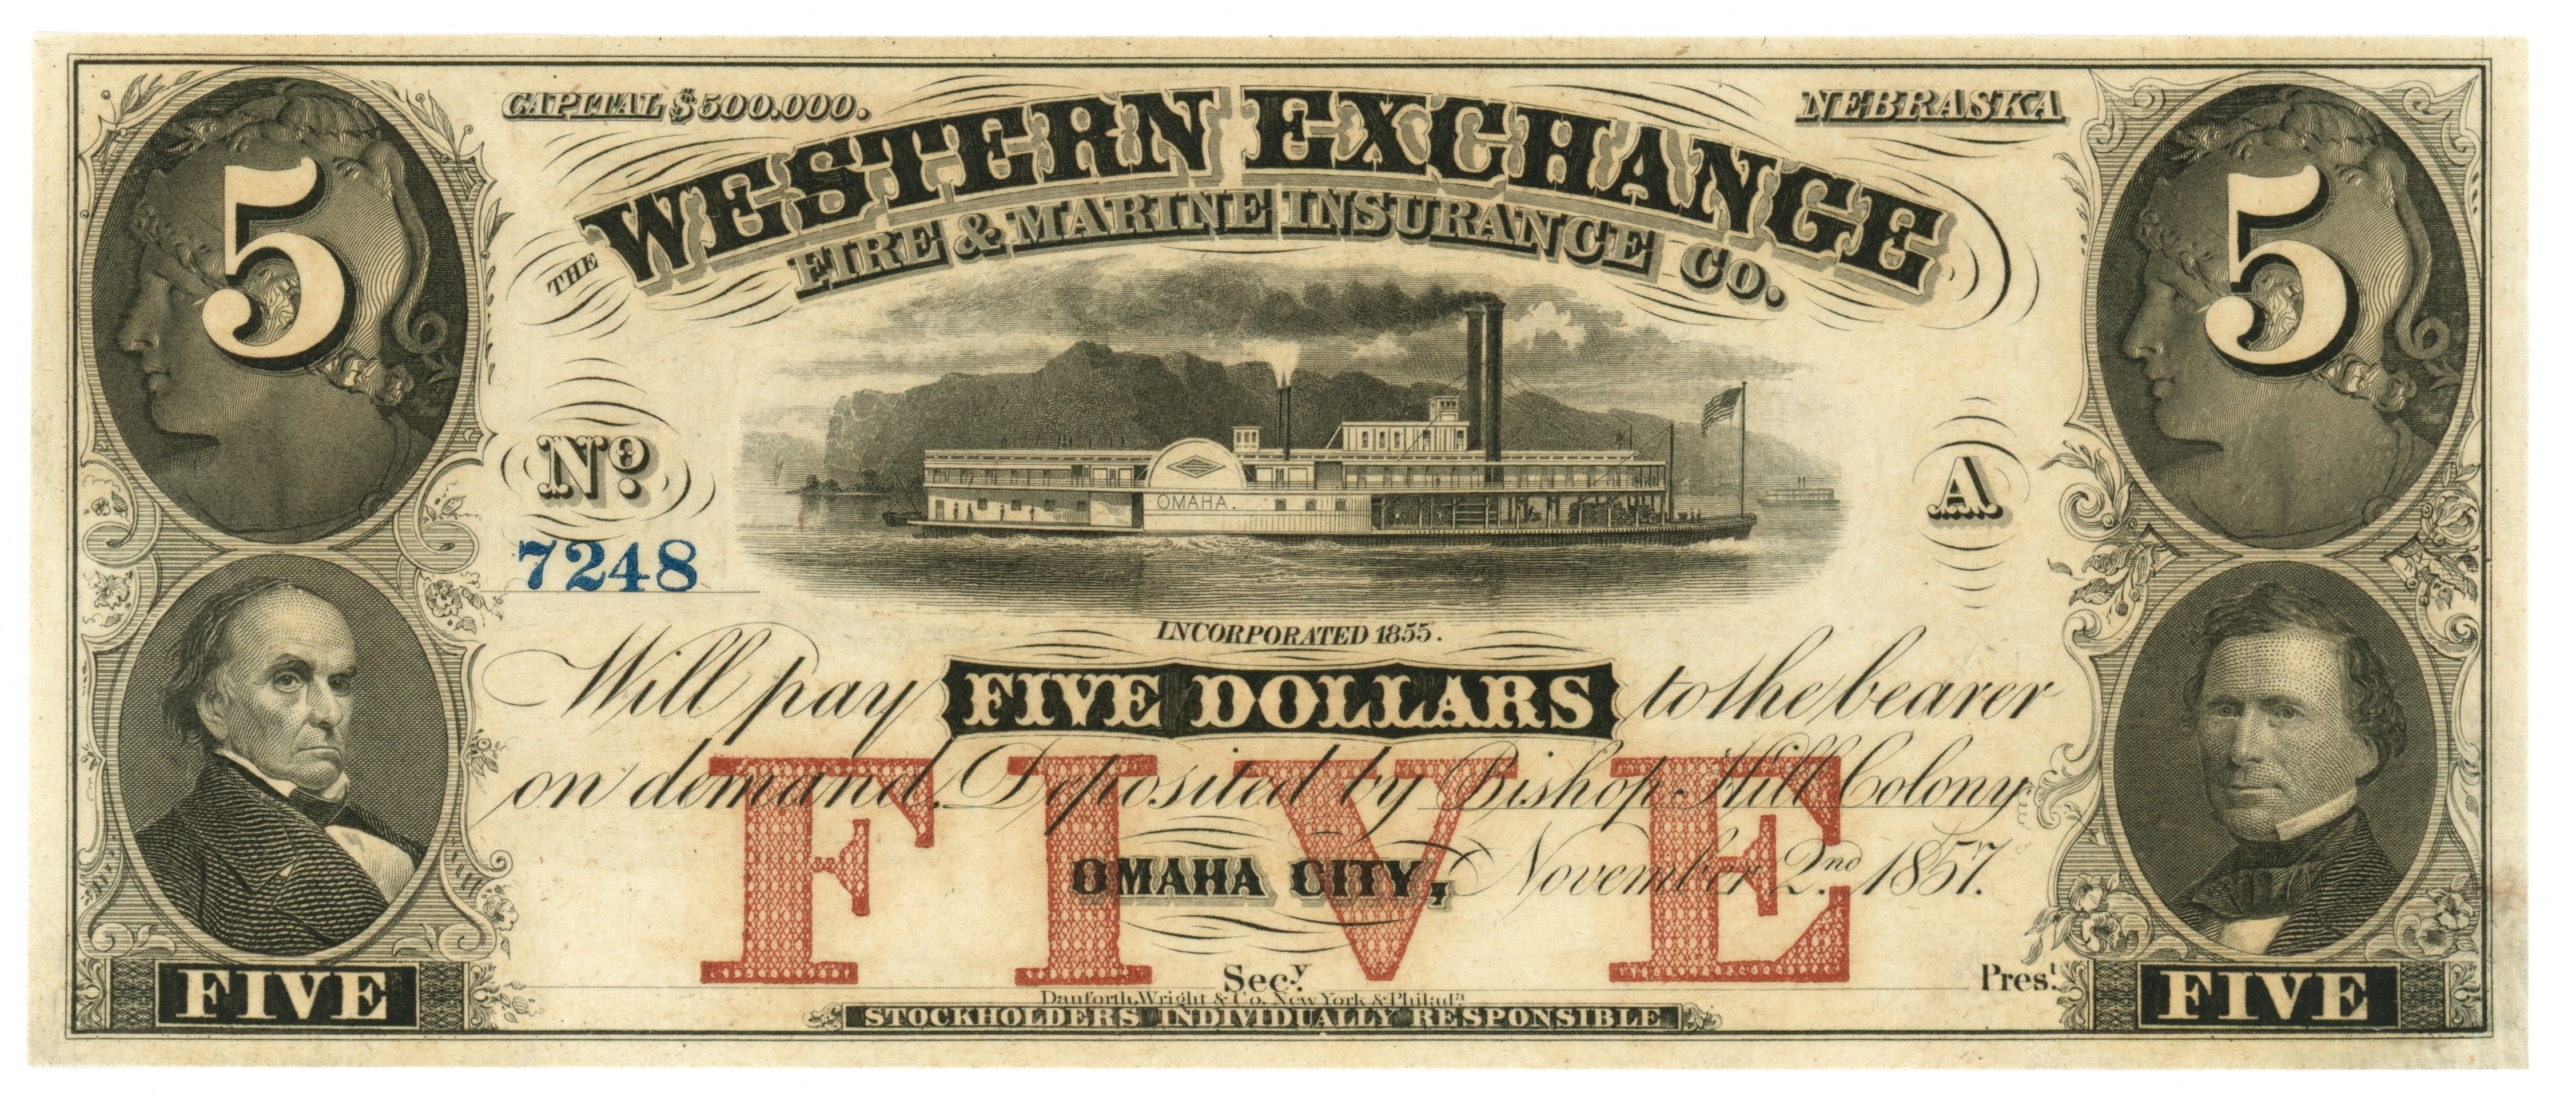 CAPITAL $500.000.
NEBRASKA
5
5
THE WESTERN EXCHANGE
FIRE & MARINE INSURANCE CO.
OMAHA.
No
A
7248
INCORPORATED 1855.
Will pay FIVE DOLLARS to the bearer
on demand. Deposited by Bishop Hill Colony
FIVE
OMAHA CITY, November 2nd 1857.
Secy.
Prest.
FIVE
FIVE
Danforth, Wright & Co. New York & Philada
STOCKHOLDERS INDIVIDUALLY RESPONSIBLE